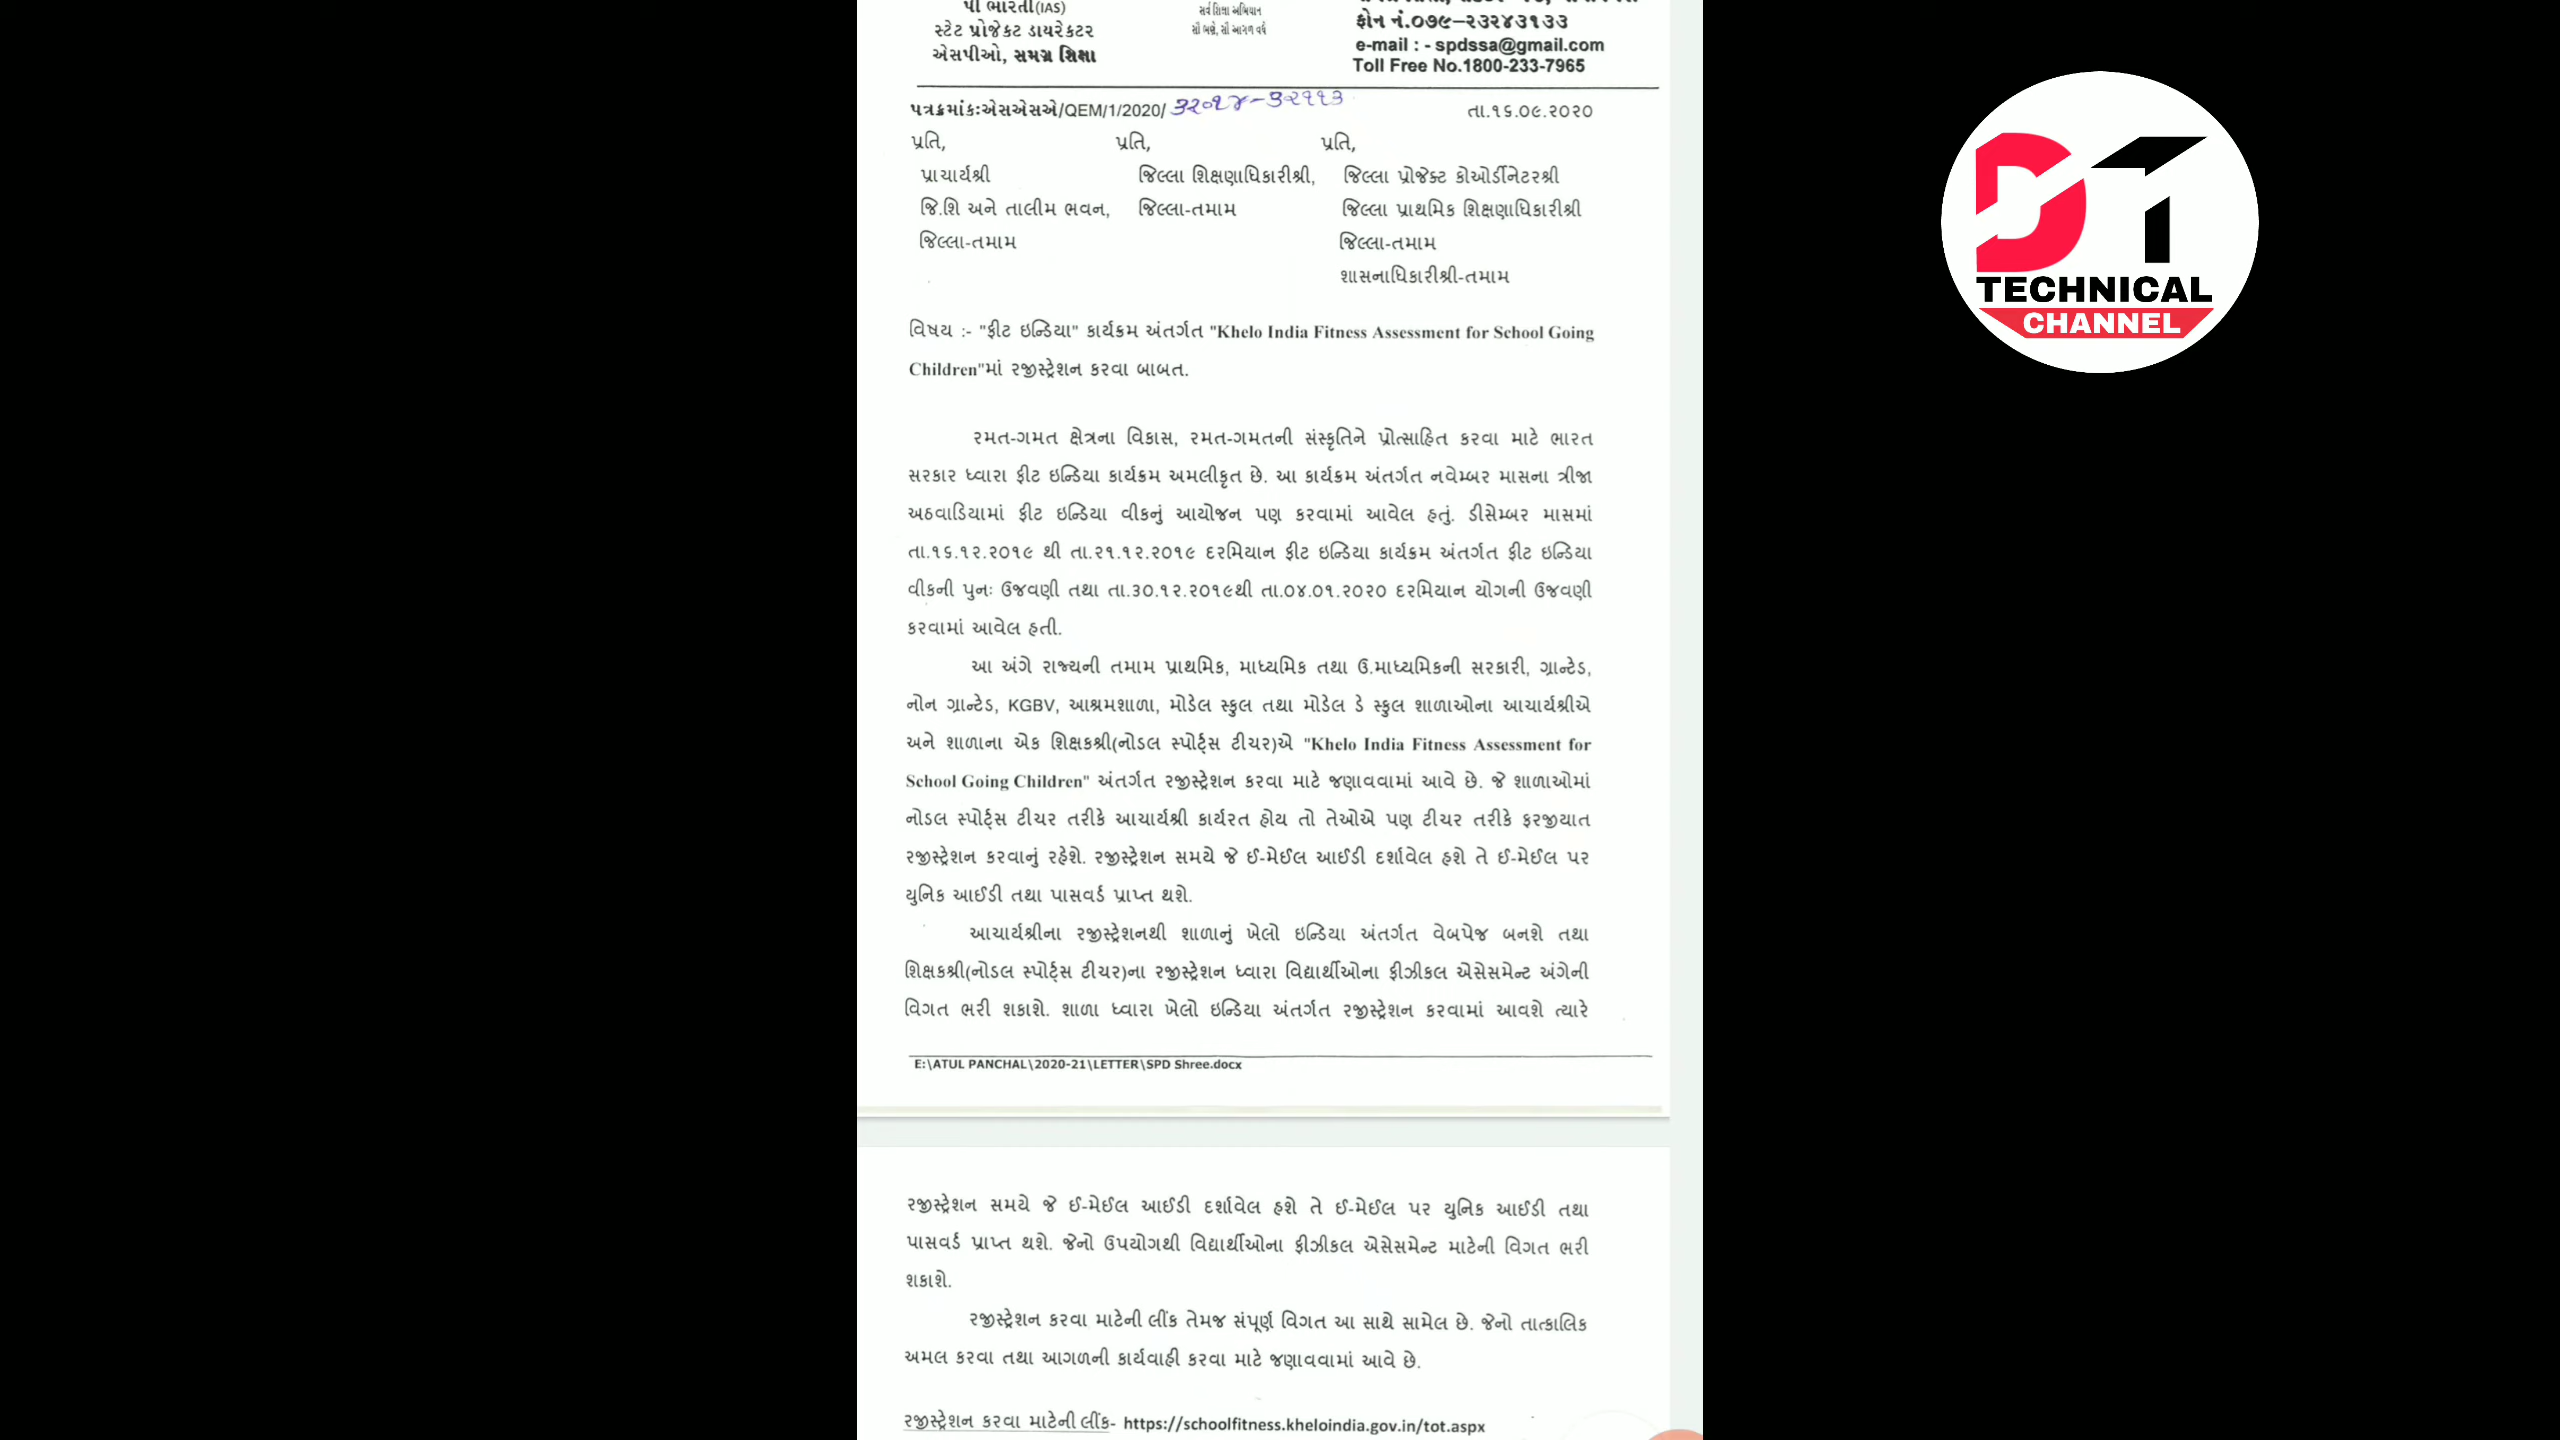 પી ભારતી(IAS)
સ્ટેટ પ્રોજેકટ ડાયરેકટર
એસપીઓ, સમગ્ર શિક્ષા
સર્વ શિક્ષા અભિયાન
સૌ ભણે, સૌ આગળ વધે
ફોન નં.૦૭૯–૨૩૨૪૩૧૩૩
e-mail : - spdssa@gmail.com
Toll Free No.1800-233-7965
પત્રક્રમાંકઃએસએસએ/QEM/1/2020/ ૩૨૦૧૪-૩૨૧૧૩ તા.૧૬.૦૯.૨૦૨૦
પ્રતિ, પ્રતિ, પ્રતિ,
પ્રાચાર્યશ્રી જિલ્લા શિક્ષણાધિકારીશ્રી, જિલ્લા પ્રોજેક્ટ કોઓર્ડીનેટરશ્રી
જિ.શિ અને તાલીમ ભવન, જિલ્લા-તમામ જિલ્લા પ્રાથમિક શિક્ષણાધિકારીશ્રી
જિલ્લા-તમામ જિલ્લા-તમામ
શાસનાધિકારીશ્રી-તમામ
વિષય :- "ફીટ ઇન્ડિયા" કાર્યક્રમ અંતર્ગત "Khelo India Fitness Assessment for School Going
Children"માં રજીસ્ટ્રેશન કરવા બાબત.
રમત-ગમત ક્ષેત્રના વિકાસ, રમત-ગમતની સંસ્કૃતિને પ્રોત્સાહિત કરવા માટે ભારત
સરકાર ધ્વારા ફીટ ઇન્ડિયા કાર્યક્રમ અમલીકૃત છે. આ કાર્યક્રમ અંતર્ગત નવેમ્બર માસના ત્રીજા
અઠવાડિયામાં ફીટ ઇન્ડિયા વીકનું આયોજન પણ કરવામાં આવેલ હતું. ડીસેમ્બર માસમાં
તા.૧૬.૧૨.૨૦૧૯ થી તા.૨૧.૧૨.૨૦૧૯ દરમિયાન ફીટ ઇન્ડિયા કાર્યક્રમ અંતર્ગત ફીટ ઇન્ડિયા
વીકની પુનઃ ઉજવણી તથા તા.૩૦.૧૨.૨૦૧૯થી તા.૦૪.૦૧.૨૦૨૦ દરમિયાન યોગની ઉજવણી
કરવામાં આવેલ હતી.
આ અંગે રાજ્યની તમામ પ્રાથમિક, માધ્યમિક તથા ઉ.માધ્યમિકની સરકારી, ગ્રાન્ટેડ,
નોન ગ્રાન્ટેડ, KGBV, આશ્રમશાળા, મોડેલ સ્કુલ તથા મોડેલ ડે સ્કુલ શાળાઓના આચાર્યશ્રીએ
અને શાળાના એક શિક્ષકશ્રી(નોડલ સ્પોર્ટ્સ ટીચર)એ "Khelo India Fitness Assessment for
School Going Children" અંતર્ગત રજીસ્ટ્રેશન કરવા માટે જણાવવામાં આવે છે. જે શાળાઓમાં
નોડલ સ્પોર્ટ્સ ટીચર તરીકે આચાર્યશ્રી કાર્યરત હોય તો તેઓએ પણ ટીચર તરીકે ફરજીયાત
રજીસ્ટ્રેશન કરવાનું રહેશે. રજીસ્ટ્રેશન સમયે જે ઈ-મેઈલ આઈડી દર્શાવેલ હશે તે ઈ-મેઈલ પર
યુનિક આઈડી તથા પાસવર્ડ પ્રાપ્ત થશે.
આચાર્યશ્રીના રજીસ્ટ્રેશનથી શાળાનું ખેલો ઇન્ડિયા અંતર્ગત વેબપેજ બનશે તથા
શિક્ષકશ્રી(નોડલ સ્પોર્ટ્સ ટીચર)ના રજીસ્ટ્રેશન ધ્વારા વિદ્યાર્થીઓના ફીઝીકલ એસેસમેન્ટ અંગેની
વિગત ભરી શકાશે. શાળા ધ્વારા ખેલો ઇન્ડિયા અંતર્ગત રજીસ્ટ્રેશન કરવામાં આવશે ત્યારે
E:\ATUL PANCHAL\2020-21\LETTER\SPD Shree.docx
રજીસ્ટ્રેશન સમયે જે ઈ-મેઈલ આઈડી દર્શાવેલ હશે તે ઈ-મેઈલ પર યુનિક આઈડી તથા
પાસવર્ડ પ્રાપ્ત થશે. જેનો ઉપયોગથી વિદ્યાર્થીઓના ફીઝીકલ એસેસમેન્ટ માટેની વિગત ભરી
શકાશે.
રજીસ્ટ્રેશન કરવા માટેની લીંક તેમજ સંપૂર્ણ વિગત આ સાથે સામેલ છે. જેનો તાત્કાલિક
અમલ કરવા તથા આગળની કાર્યવાહી કરવા માટે જણાવવામાં આવે છે.
રજીસ્ટ્રેશન કરવા માટેની લીંક- https://schoolfitness.kheloindia.gov.in/tot.aspx
DT
TECHNICAL
CHANNEL